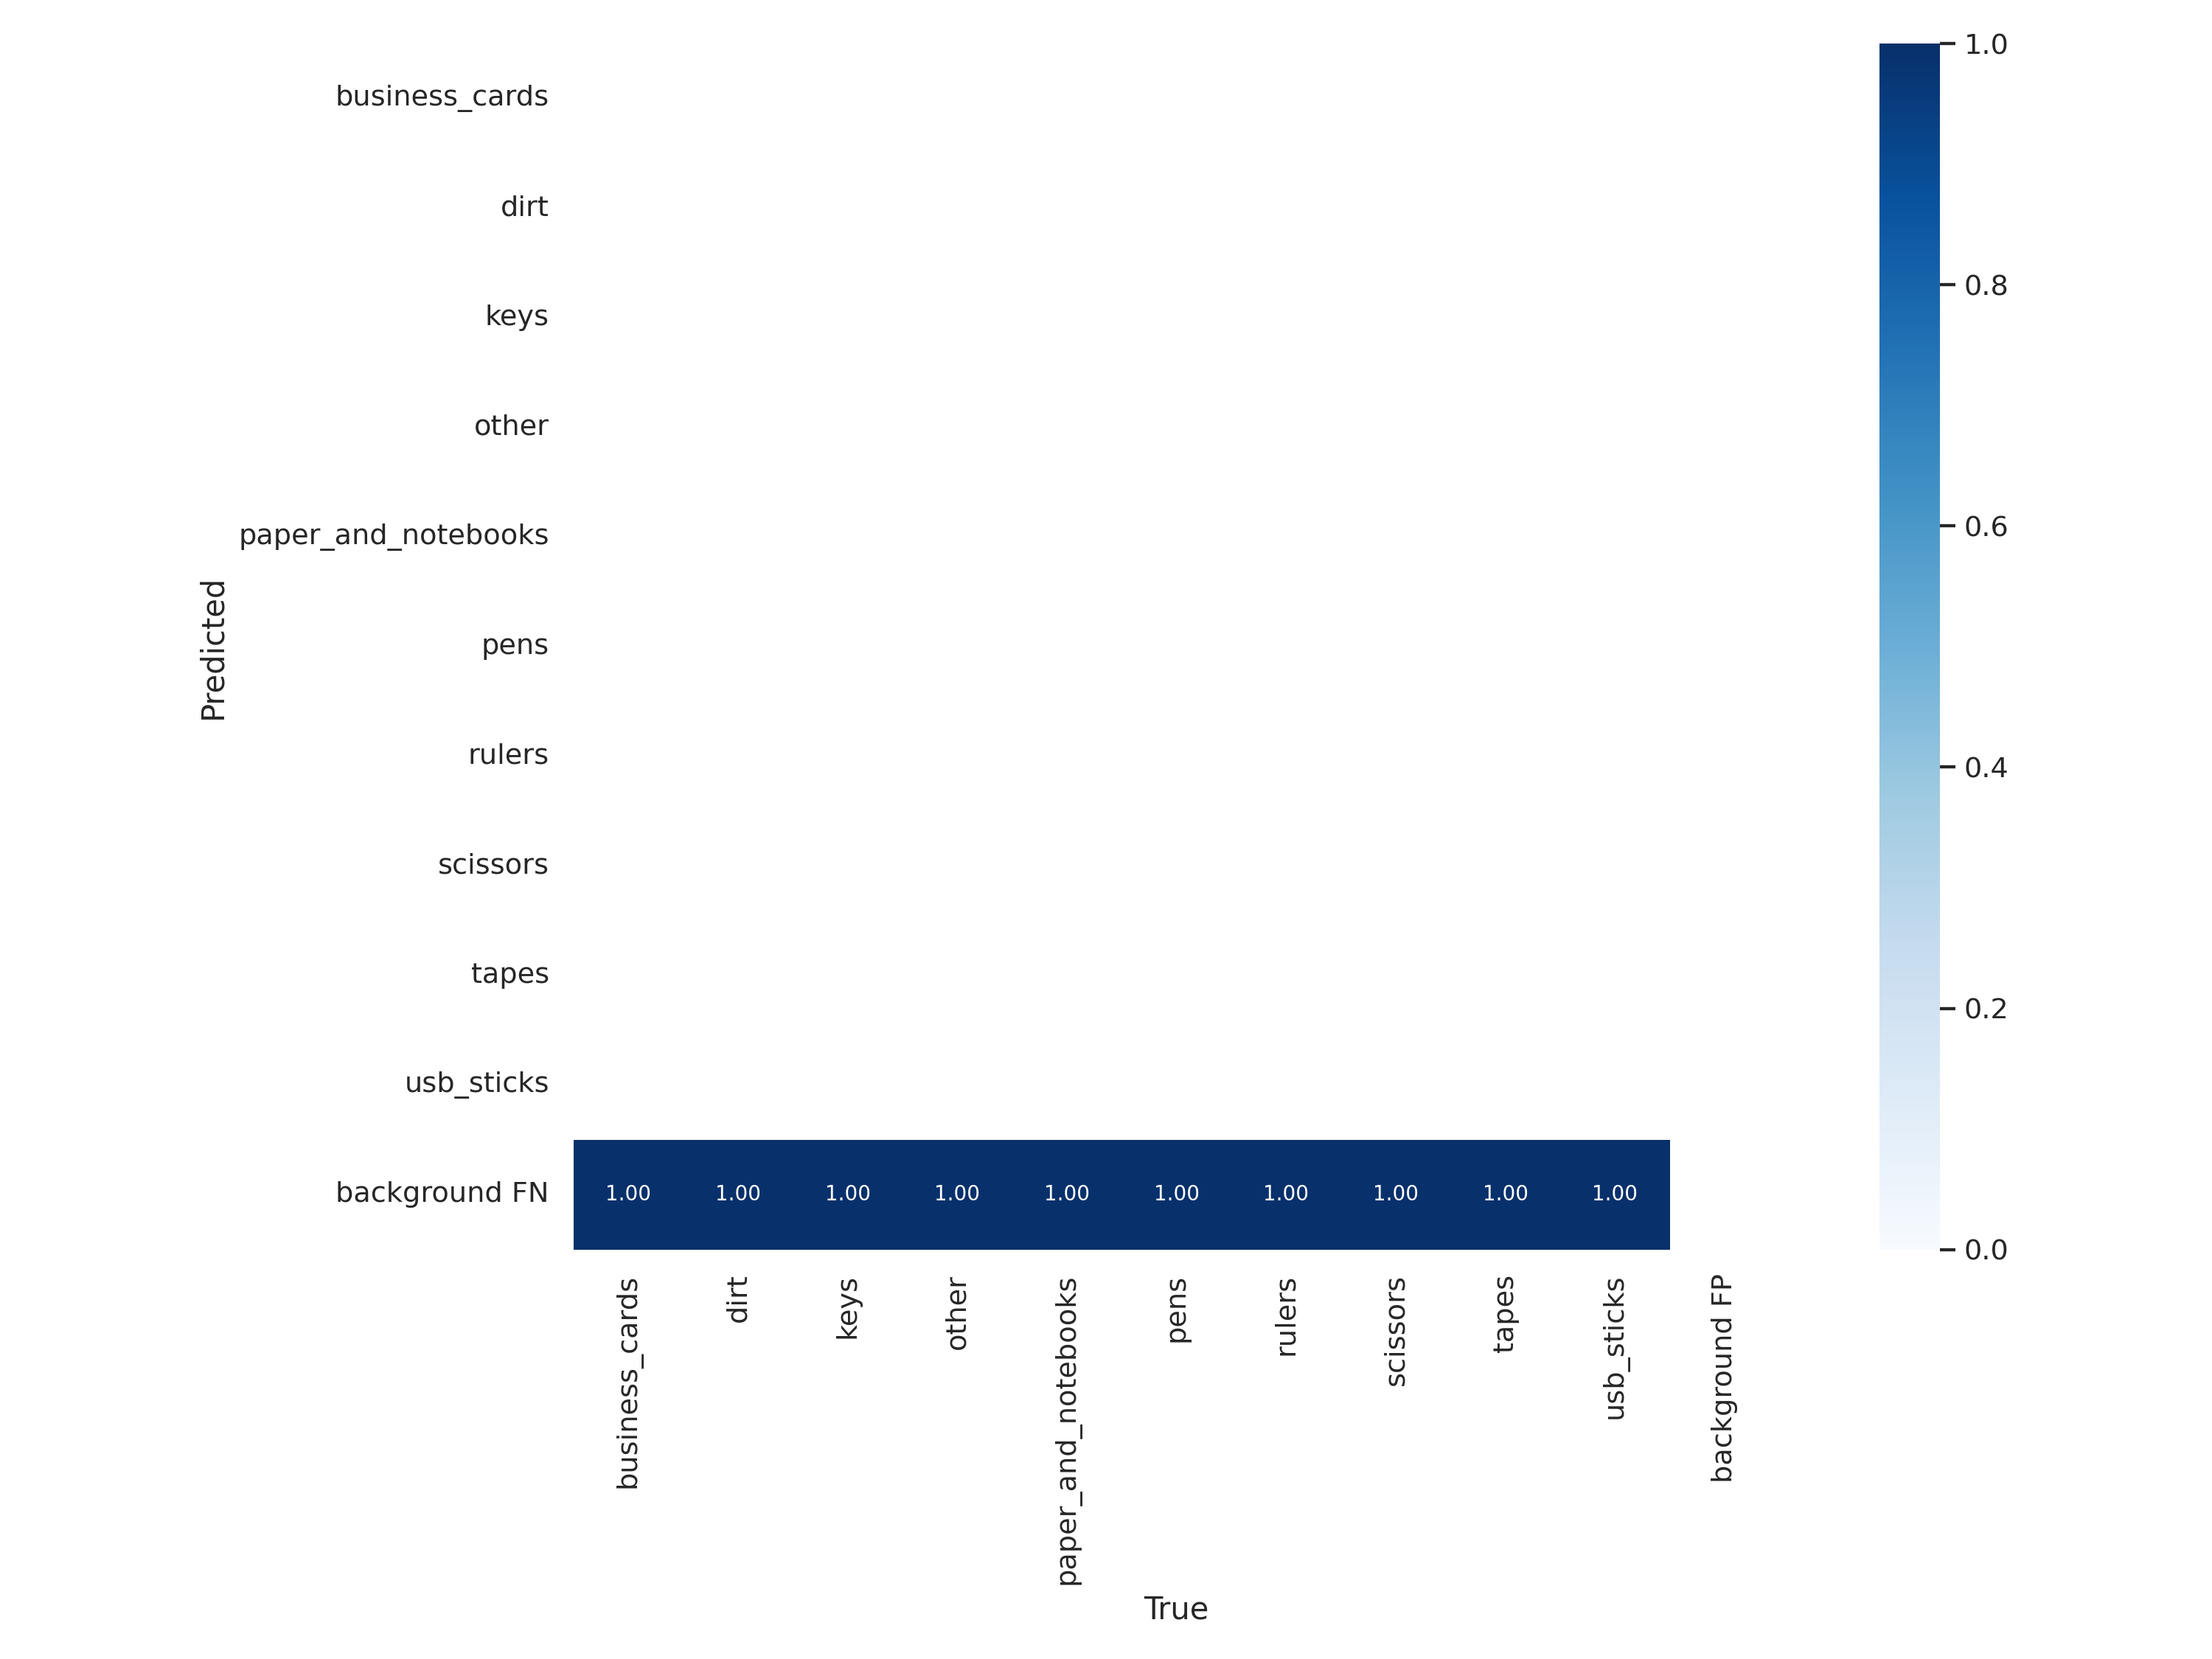 business_cards
dirt
keys
other
paper_and_notebooks
pens
rulers
scissors
tapes
usb_sticks
background FN
Predicted
1.00 1.00 1.00 1.00 1.00 1.00 1.00 1.00 1.00 1.00
business_cards
dirt
keys
other
paper_and_notebooks
pens
rulers
scissors
tapes
usb_sticks
background FP
True
1.0
0.8
0.6
0.4
0.2
0.0